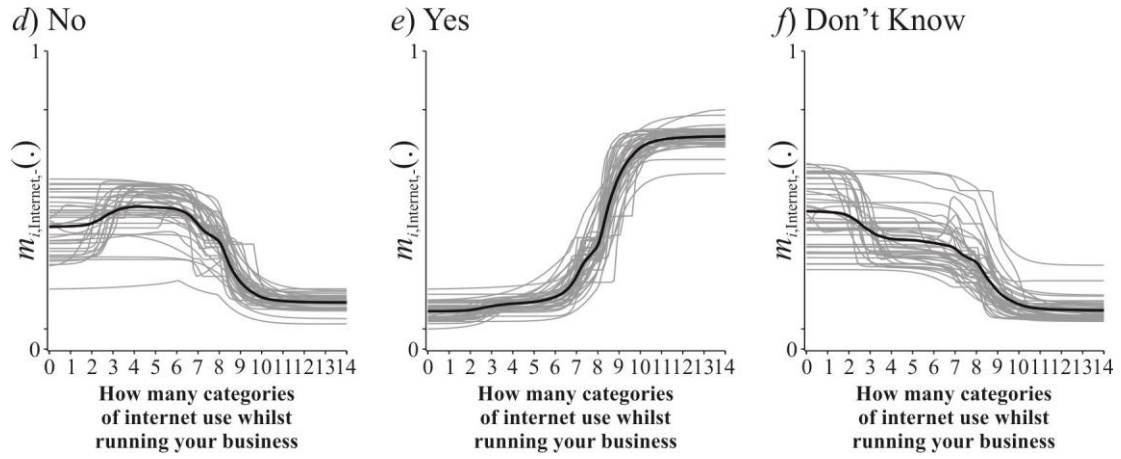 d) No
1
m i,Internet,- (.)
0
0 1 2 3 4 5 6 7 8 9 10 11 12 13 14
How many categories
of internet use whilst
running your business
e) Yes
1
m i,Internet,- (.)
0
0 1 2 3 4 5 6 7 8 9 10 11 12 13 14
How many categories
of internet use whilst
running your business
f) Don't Know
1
m i,Internet,- (.)
0
0 1 2 3 4 5 6 7 8 9 10 11 12 13 14
How many categories
of internet use whilst
running your business